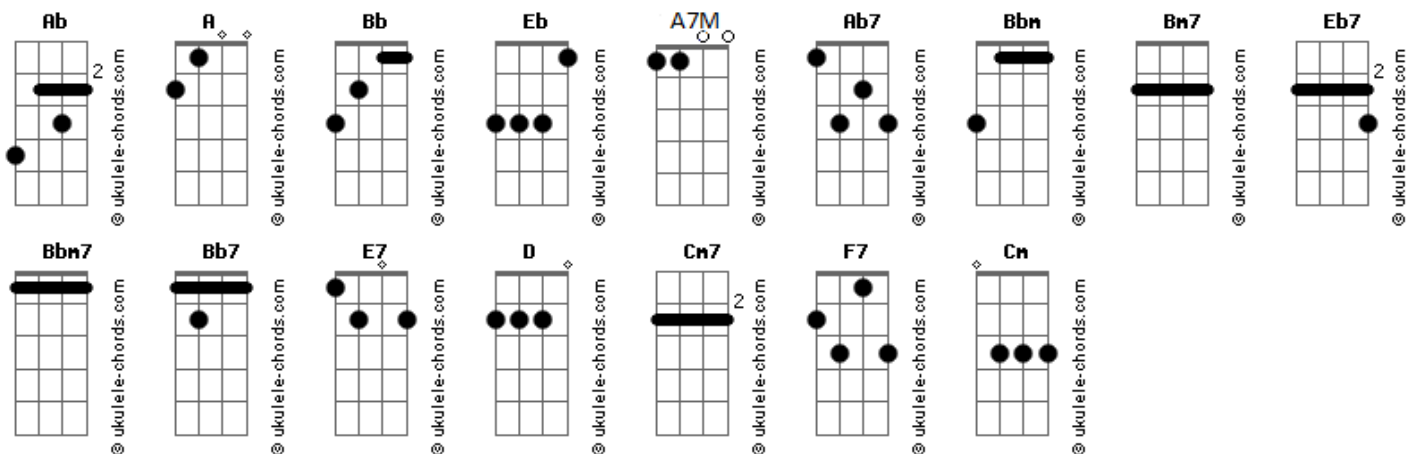 Ab A Bb Eb A7M Ab7 Bbm Bm7 Eb7
2 2
© ukulele-chords.com © ukulele-chords.com © ukulele-chords.com © ukulele-chords.com © ukulele-chords.com © ukulele-chords.com © ukulele-chords.com © ukulele-chords.com © ukulele-chords.com
Bbm7 Bb7 E7 D Cm7 F7 Cm
2
© ukulele-chords.com © ukulele-chords.com © ukulele-chords.com © ukulele-chords.com © ukulele-chords.com © ukulele-chords.com © ukulele-chords.com